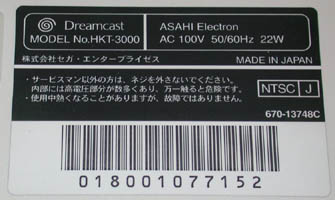 Dreamcast
MODEL No.HKT-3000
ASAHI Electron
AC 100V 50/60Hz 22W
株式会社セガ・エンタープライゼス
MADE IN JAPAN
・サービスマン以外の方は、ネジを外さないでください。
内部には高電圧部分が数多くあり、万一触ると危険です。
・使用中熱くなることがありますが、故障ではありません。
NTSC J
670-13748C
018001077152